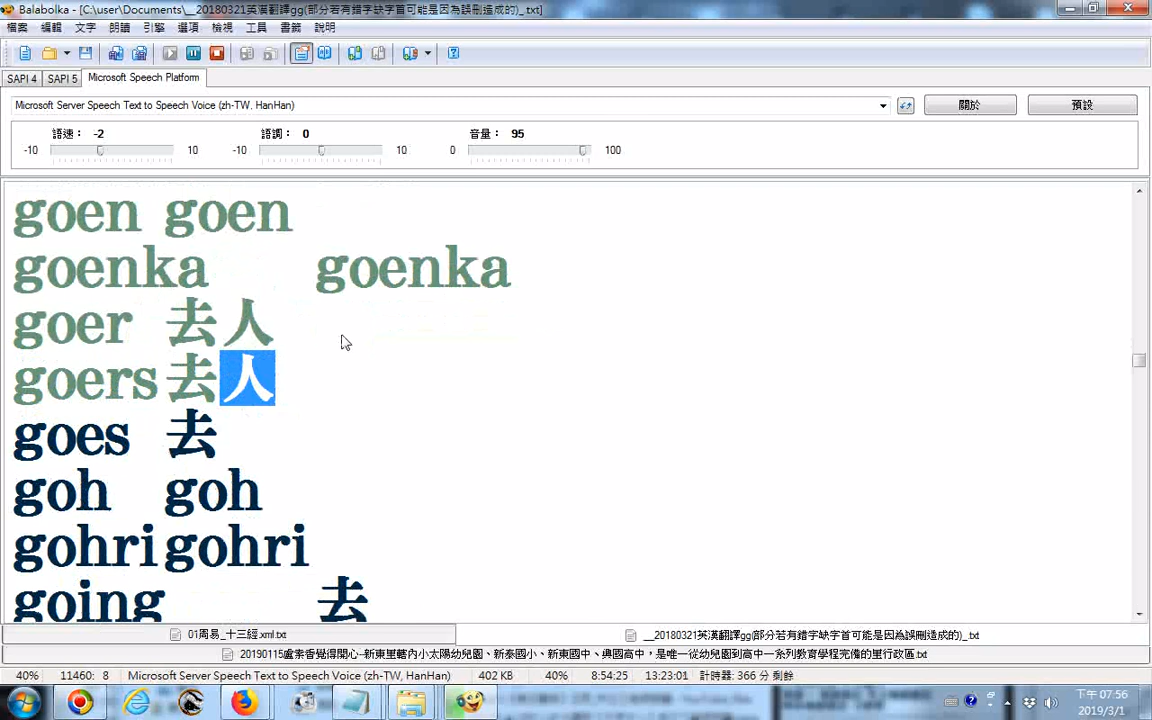 Balabolka - [C:\user\Documents\__20180321英漢翻譯gg(部分若有錯字缺字首可能是因為誤刪造成的)_.txt]
檔案 編輯 文字 朗讀 引擎 選項 檢視 工具 書籤 說明
SAPI 4 SAPI 5 Microsoft Speech Platform
Microsoft Server Speech Text to Speech Voice (zh-TW, HanHan) 關於 預設
語速： -2 語調： 0 音量： 95
-10 10 -10 10 0 100
goen goen
goenka goenka
goer 去人
goers 去人
goes 去
goh goh
gohri gohri
going 去
01周易_十三經.xml.txt __20180321英漢翻譯gg(部分若有錯字缺字首可能是因為誤刪造成的)_.txt
20190115盧素香覺得開心--新東里轄內小太陽幼兒園、新泰國小、新東國中、典園高中，是唯一從幼兒園到高中一系列教育學程完備的里行政區.txt
40% 11460: 8 Microsoft Server Speech Text to Speech Voice (zh-TW, HanHan) 402 KB 40% 8:54:25 13:23:01 計時器: 366 分 剩餘
下午 07:56
2019/3/1